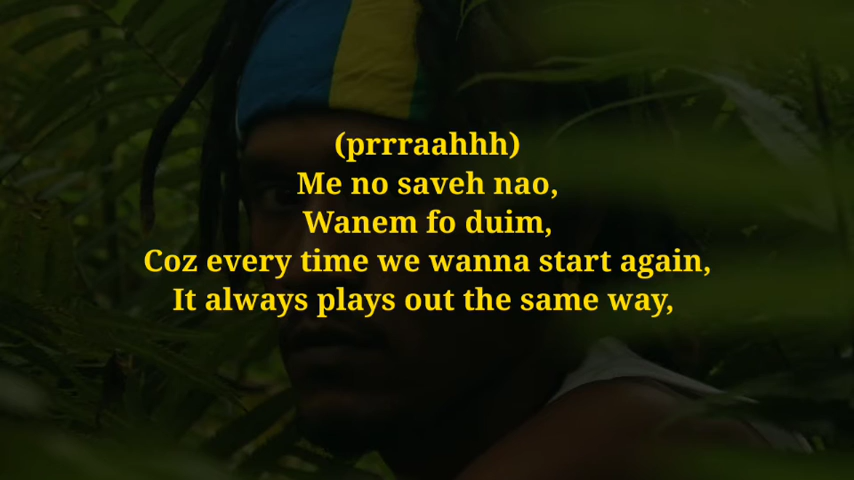 (prrraahhh)
Me no saveh nao,
Wanem fo duim,
Coz every time we wanna start again,
It always plays out the same way,